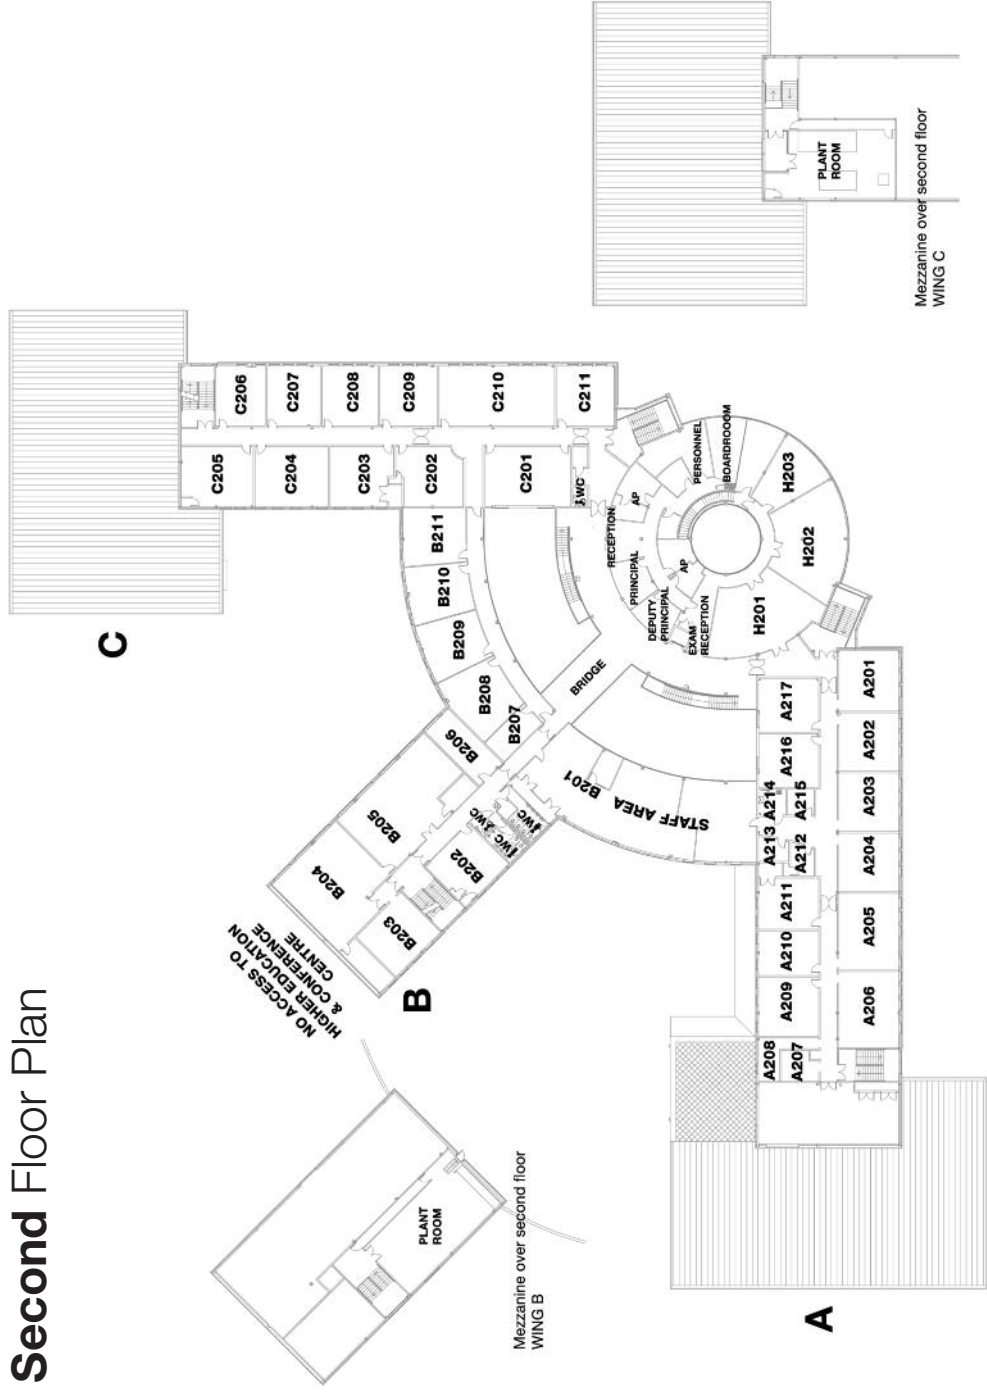 Second Floor Plan
C
C205
C204
C203
C202
C201
WC
C206
C207
C208
C209
C210
C211
B211
B210
B209
B208
B207
B206
B205
B204
B203
B202
WC
WC
WC
NO ACCESS TO
HIGHER EDUCATION
& CONFERENCE
CENTRE
B
BRIDGE
STAFF AREA B201
RECEPTION
PRINCIPAL
DEPUTY
PRINCIPAL
EXAM
RECEPTION
AP
AP
PERSONNEL
BOARDROOOM
H203
H202
H201
A217
A216
A215
A214
A213
A212
A211
A210
A209
A208
A207
A201
A202
A203
A204
A205
A206
A
PLANT
ROOM
Mezzanine over second floor
WING B
PLANT
ROOM
Mezzanine over second floor
WING C